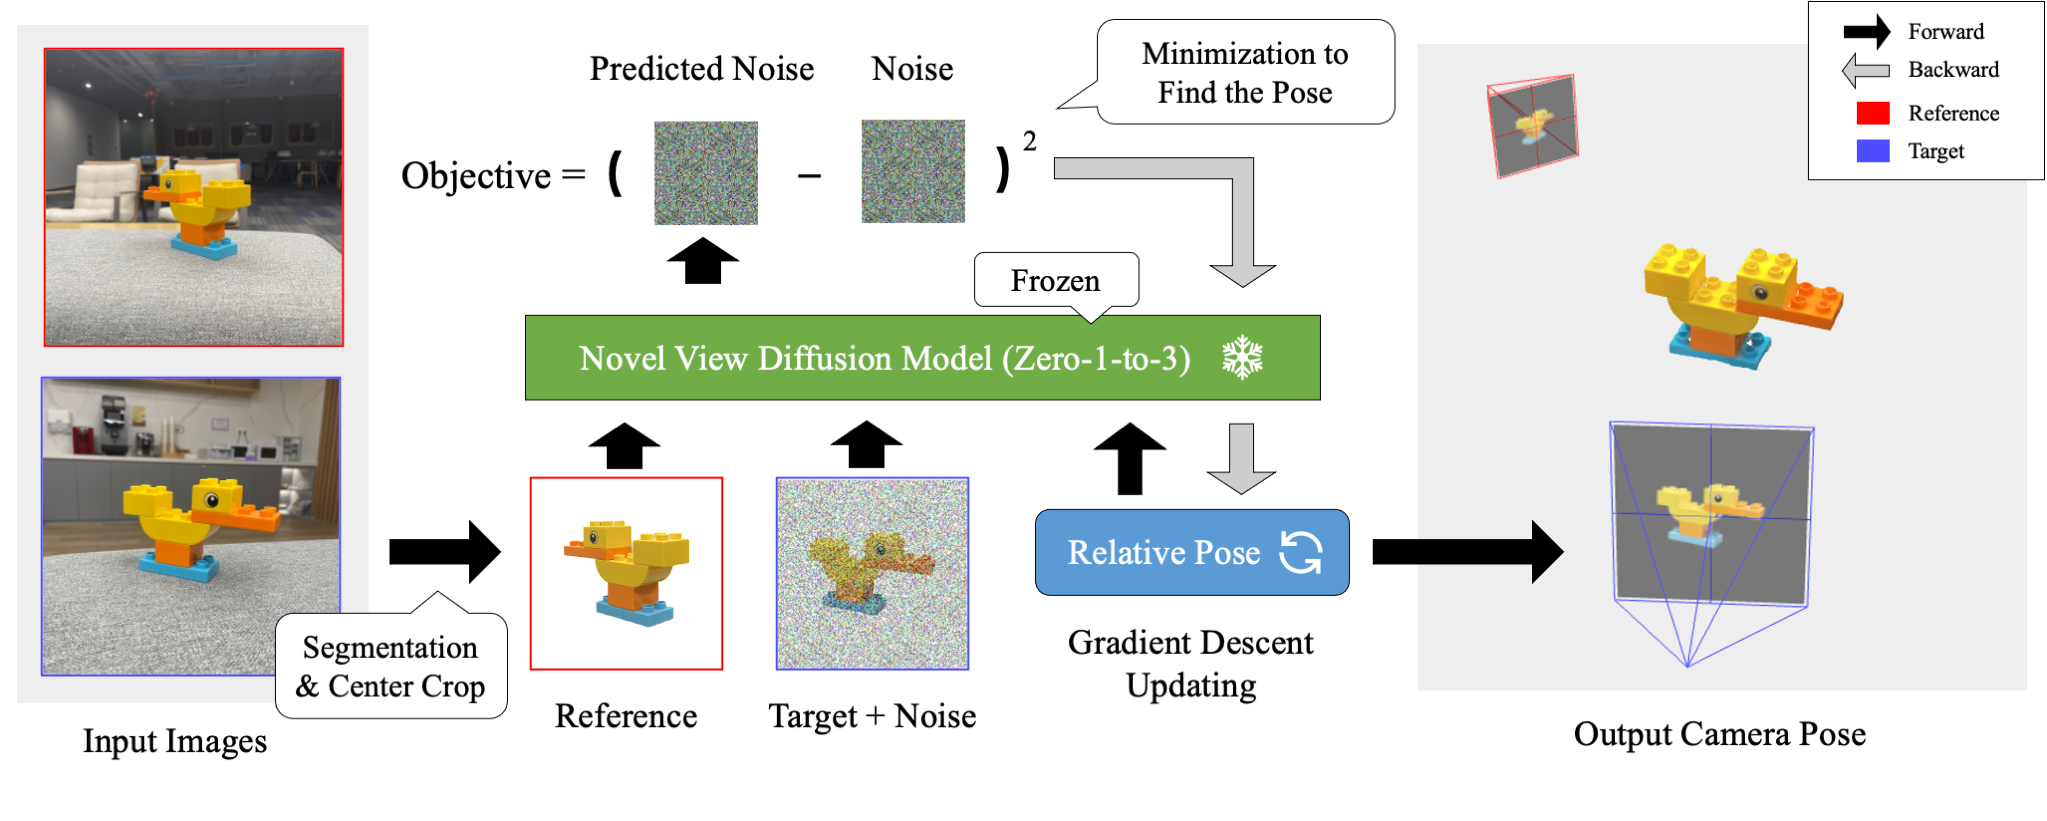 Predicted Noise
Noise
Minimization to
Find the Pose
Objective = ( − ) 2
Forward
Backward
Reference
Target
Frozen
Novel View Diffusion Model (Zero-1-to-3)
Relative Pose
Segmentation
& Center Crop
Gradient Descent
Updating
Input Images
Reference
Target + Noise
Output Camera Pose